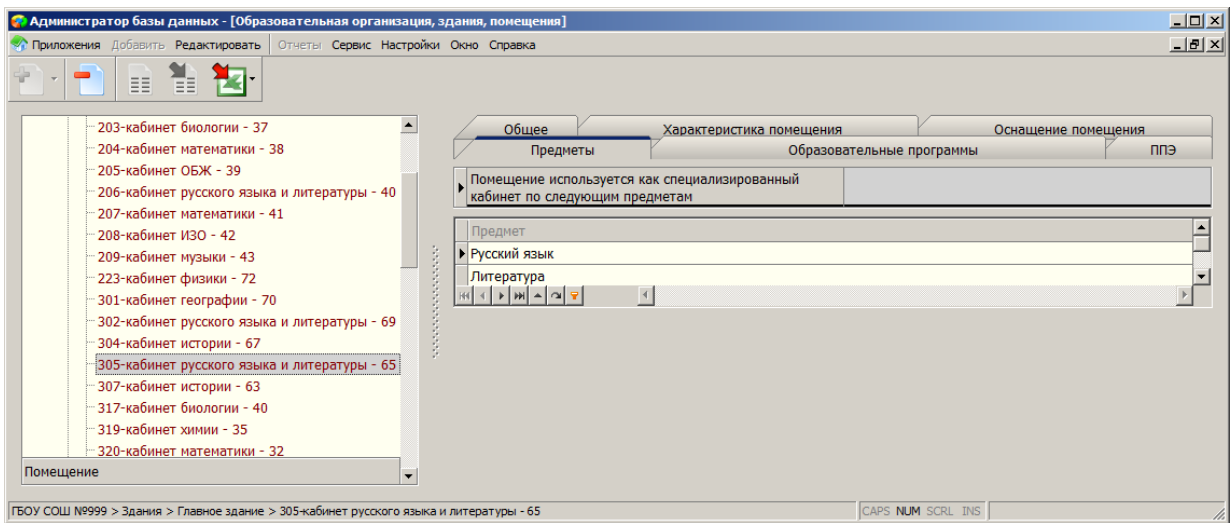 Администратор базы данных - [Образовательная организация, здания, помещения]
Приложения Добавить Редактировать Отчеты Сервис Настройки Окно Справка
203-кабинет биологии - 37
204-кабинет математики - 38
205-кабинет ОБЖ - 39
206-кабинет русского языка и литературы - 40
207-кабинет математики - 41
208-кабинет ИЗО - 42
209-кабинет музыки - 43
223-кабинет физики - 72
301-кабинет географии - 70
302-кабинет русского языка и литературы - 69
304-кабинет истории - 67
305-кабинет русского языка и литературы - 65
307-кабинет истории - 63
317-кабинет биологии - 40
319-кабинет химии - 35
320-кабинет математики - 32
Помещение
Общее Характеристика помещения Оснащение помещения
Предметы Образовательные программы ППЭ
Помещение используется как специализированный
кабинет по следующим предметам
Предмет
Русский язык
Литература
ГБОУ СОШ №999 > Здания > Главное здание > 305-кабинет русского языка и литературы - 65
CAPS NUM SCRL INS